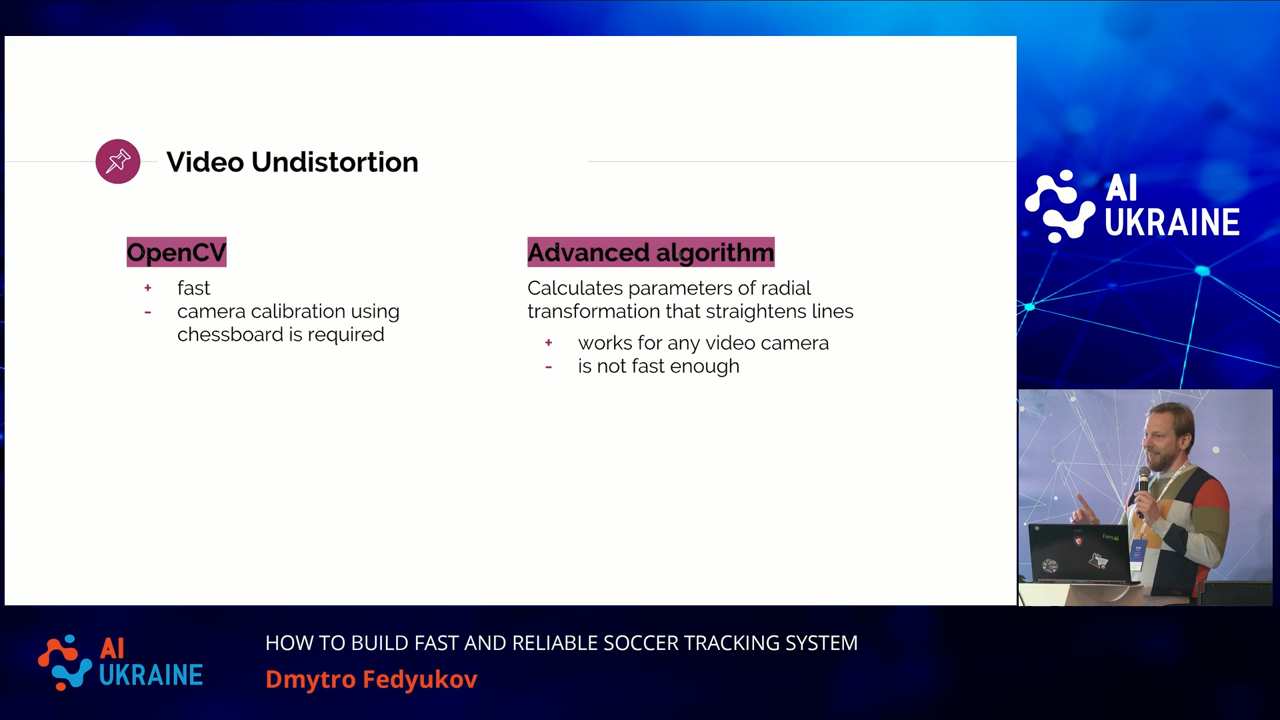 Video Undistortion
OpenCV
+ fast
- camera calibration using
chessboard is required
Advanced algorithm
Calculates parameters of radial
transformation that straightens lines
+ works for any video camera
- is not fast enough
AI
UKRAINE
AI
UKRAINE
HOW TO BUILD FAST AND RELIABLE SOCCER TRACKING SYSTEM
Dmytro Fedyukov